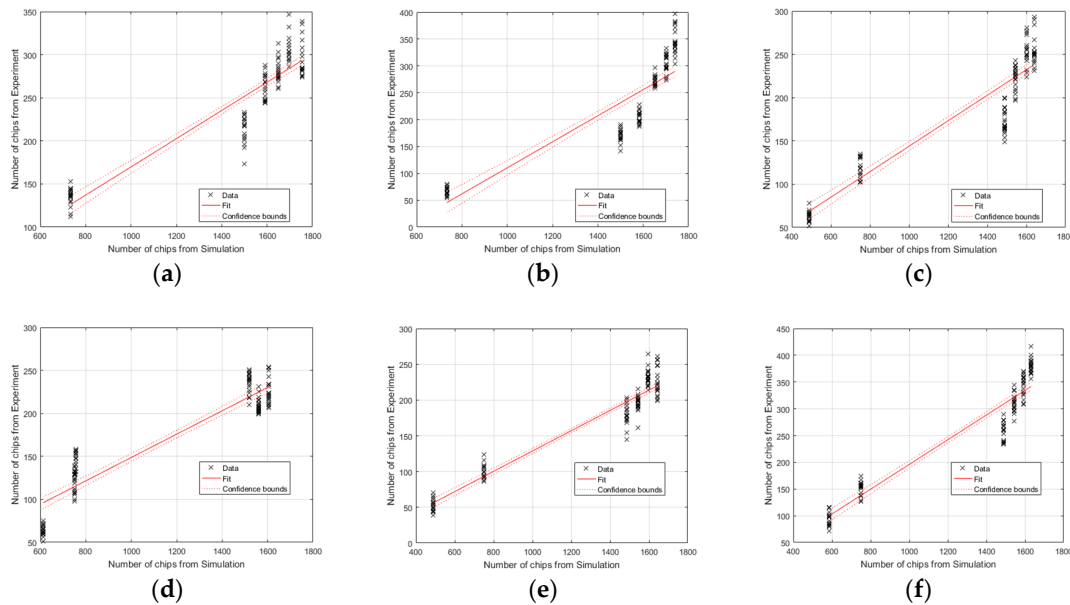 350
300
250
200
150
100
Number of chips from Experiment
600 800 1000 1200 1400 1600 1800
Number of chips from Simulation
Data
Fit
Confidence bounds
(a)
400
350
300
250
200
150
100
50
0
Number of chips from Experiment
600 800 1000 1200 1400 1600 1800
Number of chips from Simulation
Data
Fit
Confidence bounds
(b)
300
250
200
150
100
50
Number of chips from Experiment
400 600 800 1000 1200 1400 1600 180
Number of chips from Simulation
Data
Fit
Confidence bounds
(c)
300
250
200
150
100
50
Number of chips from Experiment
600 800 1000 1200 1400 1600 1800
Number of chips from Simulation
Data
Fit
Confidence bounds
(d)
300
250
200
150
100
50
0
Number of chips from Experiment
400 600 800 1000 1200 1400 1600 1800
Number of chips from Simulation
Data
Fit
Confidence bounds
(e)
450
400
350
300
250
200
150
100
50
Number of chips from Experiment
400 600 800 1000 1200 1400 1600 180
Number of chips from Simulation
Data
Fit
Confidence bounds
(f)